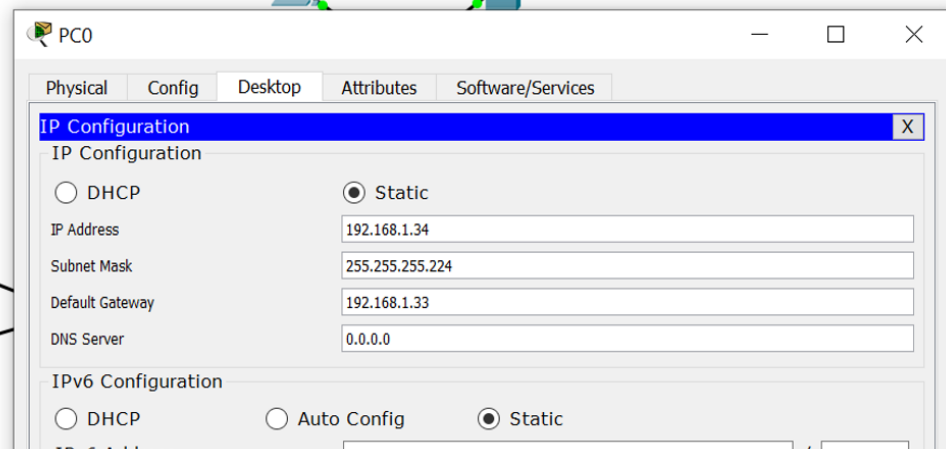 PC0
Physical Config Desktop Attributes Software/Services
IP Configuration X
IP Configuration
DHCP Static
IP Address 192.168.1.34
Subnet Mask 255.255.255.224
Default Gateway 192.168.1.33
DNS Server 0.0.0.0
IPv6 Configuration
DHCP Auto Config Static
/